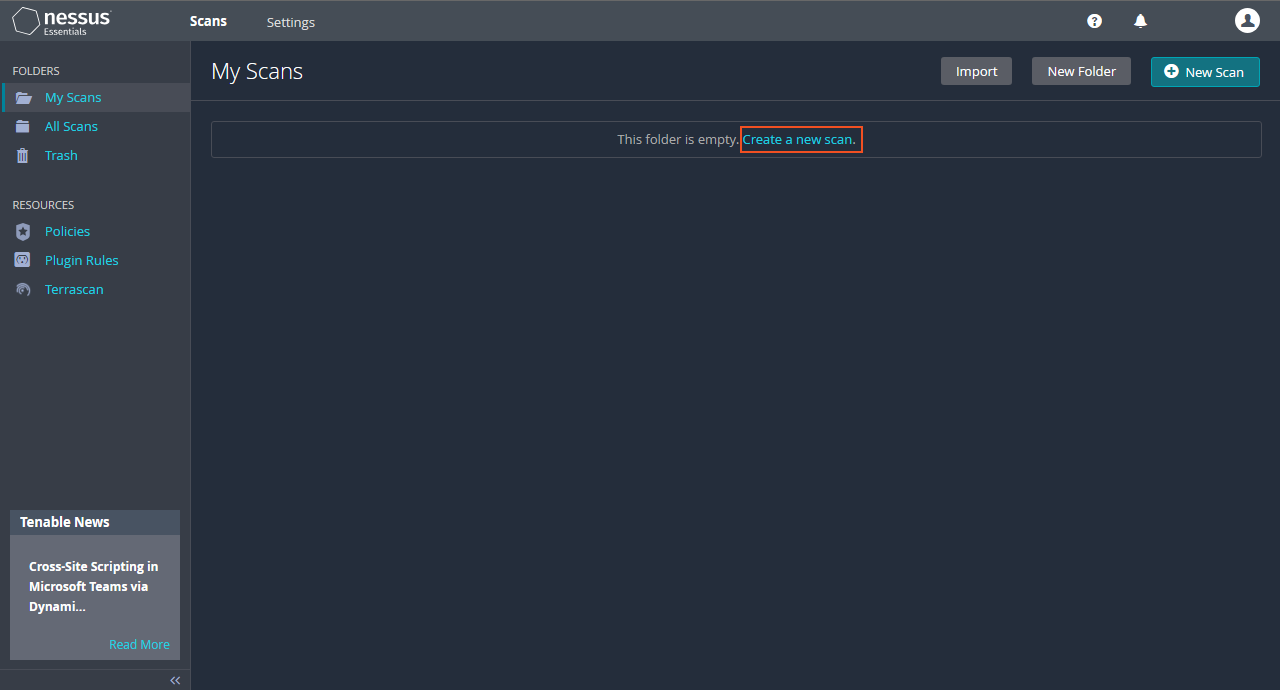 nessus
Essentials
Scans
Settings
FOLDERS
My Scans
All Scans
Trash
RESOURCES
Policies
Plugin Rules
Terrascan
Tenable News
Cross-Site Scripting in
Microsoft Teams via
Dynami...
Read More
My Scans
Import
New Folder
New Scan
This folder is empty. Create a new scan.